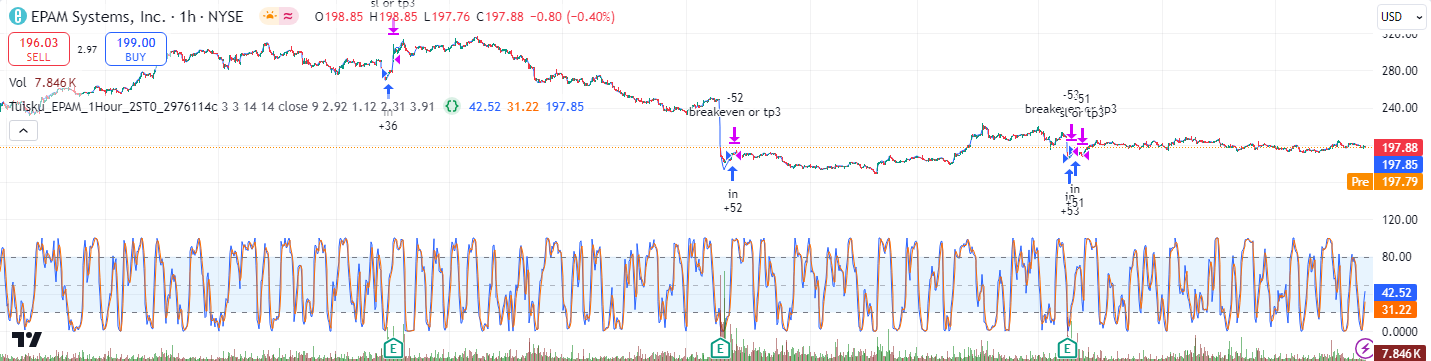 EPAM Systems, Inc. · 1h · NYSE
O198.85 H198.85 L197.76 C197.88 −0.80 (−0.40%)
sl or tp3
USD
320.00
196.03
SELL
2.97
199.00
BUY
280.00
Vol 7.846 K
_EPAM_1Hour_2ST0_2976114c 3 3 14 14 close 9 2.92 1.12 2.31 3.91 {} 42.52 31.22 197.85
240.00
in
+36
-52
breakeven or tp3
-53
-51
breakeven or tp3
sl or tp3
197.88
197.85
Pre 197.79
in
+52
in
in
+51
+53
120.00
80.00
42.52
31.22
0.0000
E
E
E
7.846 K